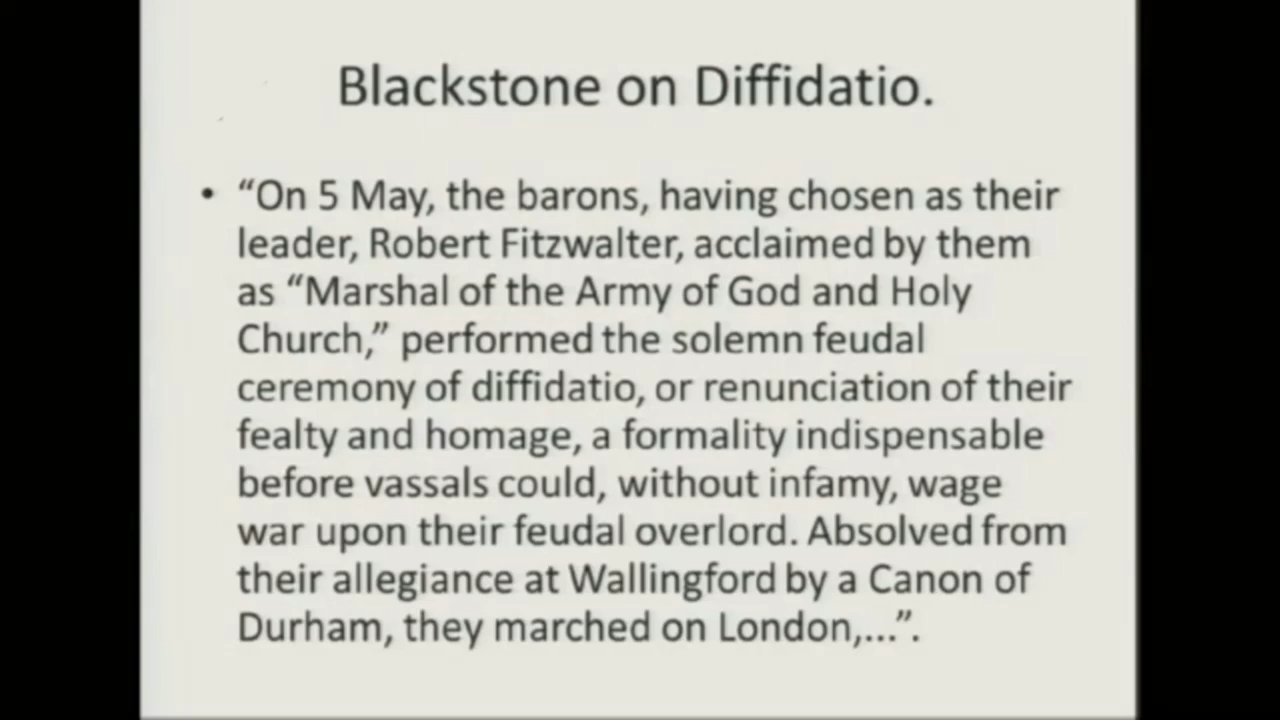 Blackstone on Diffidatio.
• “On 5 May, the barons, having chosen as their
leader, Robert Fitzwalter, acclaimed by them
as “Marshal of the Army of God and Holy
Church,” performed the solemn feudal
ceremony of diffidatio, or renunciation of their
fealty and homage, a formality indispensable
before vassals could, without infamy, wage
war upon their feudal overlord. Absolved from
their allegiance at Wallingford by a Canon of
Durham, they marched on London,...”.